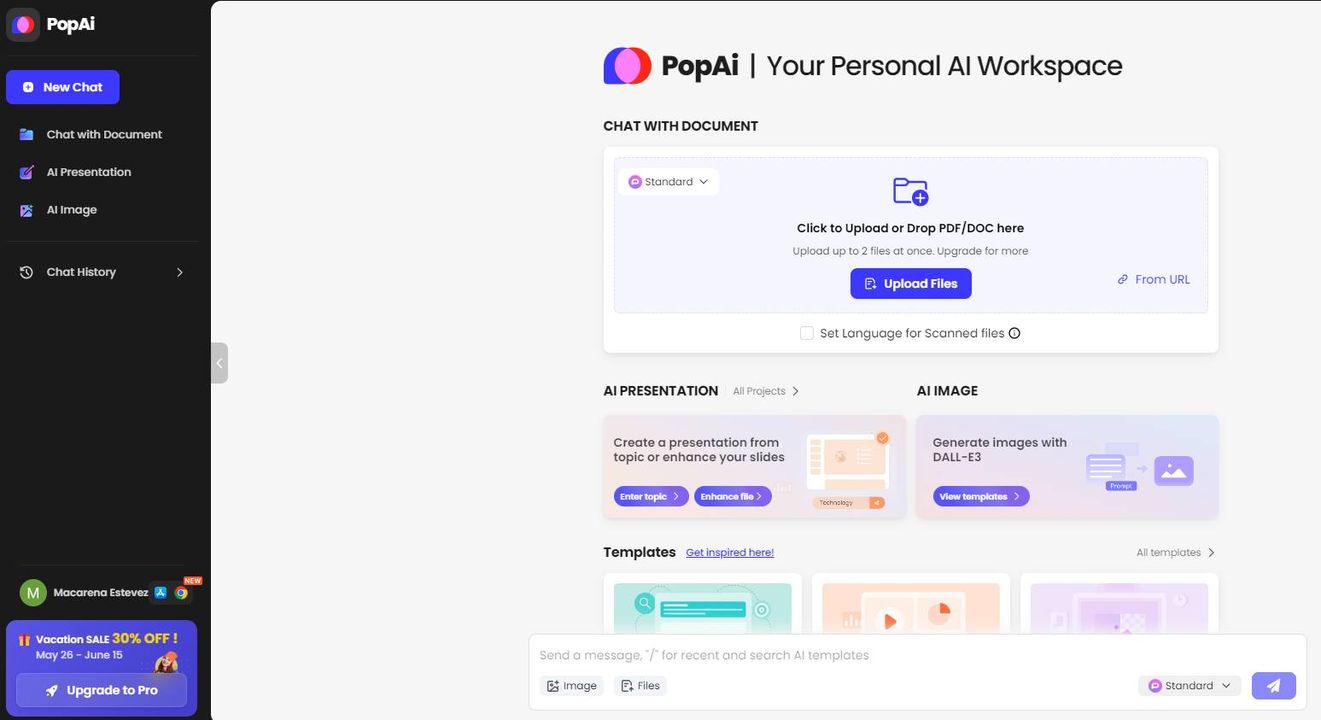 PopAi
New Chat
Chat with Document
AI Presentation
AI Image
Chat History
M
Macarena Estevez
NEW
Vacation SALE 30% OFF !
May 26 - June 15
Upgrade to Pro
PopAi | Your Personal AI Workspace
CHAT WITH DOCUMENT
Standard
Click to Upload or Drop PDF/DOC here
Upload up to 2 files at once. Upgrade for more
Upload Files
From URL
Set Language for Scanned files
AI PRESENTATION
All Projects
Create a presentation from
topic or enhance your slides
Enter topic
Enhance file
Technology
AI IMAGE
Generate images with
DALL-E3
View templates
Prompt
Templates
Get inspired here!
All templates
Send a message, "/" for recent and search AI templates
Image
Files
Standard